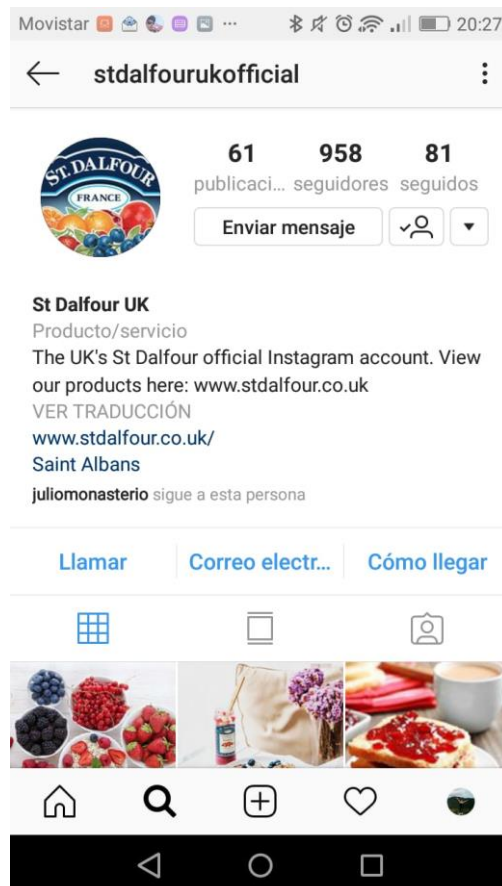 Movistar ... 20:27
stdalfourukofficial
ST. DALFOUR
FRANCE
61 958 81
publicaci... seguidores seguidos
Enviar mensaje
St Dalfour UK
Producto/servicio
The UK's St Dalfour official Instagram account. View
our products here: www.stdalfour.co.uk
VER TRADUCCIÓN
www.stdalfour.co.uk/
Saint Albans
juliomonasterio sigue a esta persona
Llamar Correo electr... Cómo llegar